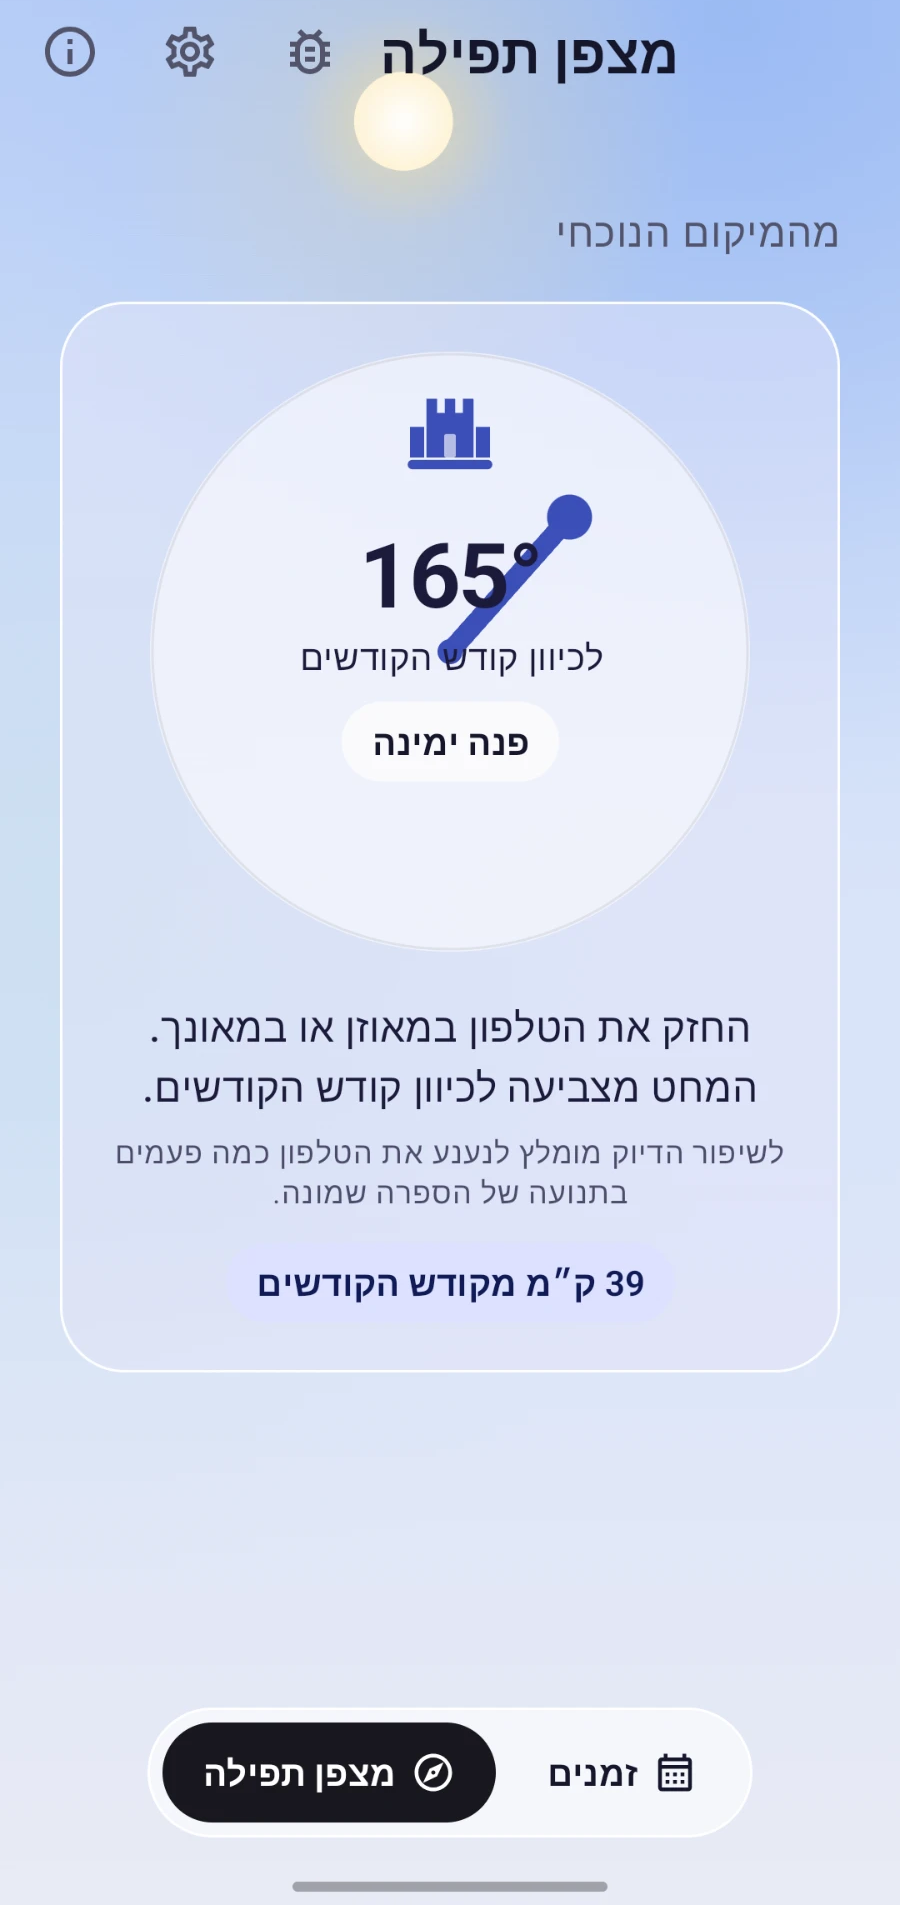 מצפן תפילה
מהמיקום הנוכחי
165°
לכיוון קודש הקודשים
פנה ימינה
החזק את הטלפון במאוזן או במאונך.
המחט מצביעה לכיוון קודש הקודשים.
לשיפור הדיוק מומלץ לנענע את הטלפון כמה פעמים
בתנועה של הספרה שמונה.
39 ק״מ מקודש הקודשים
זמנים
מצפן תפילה